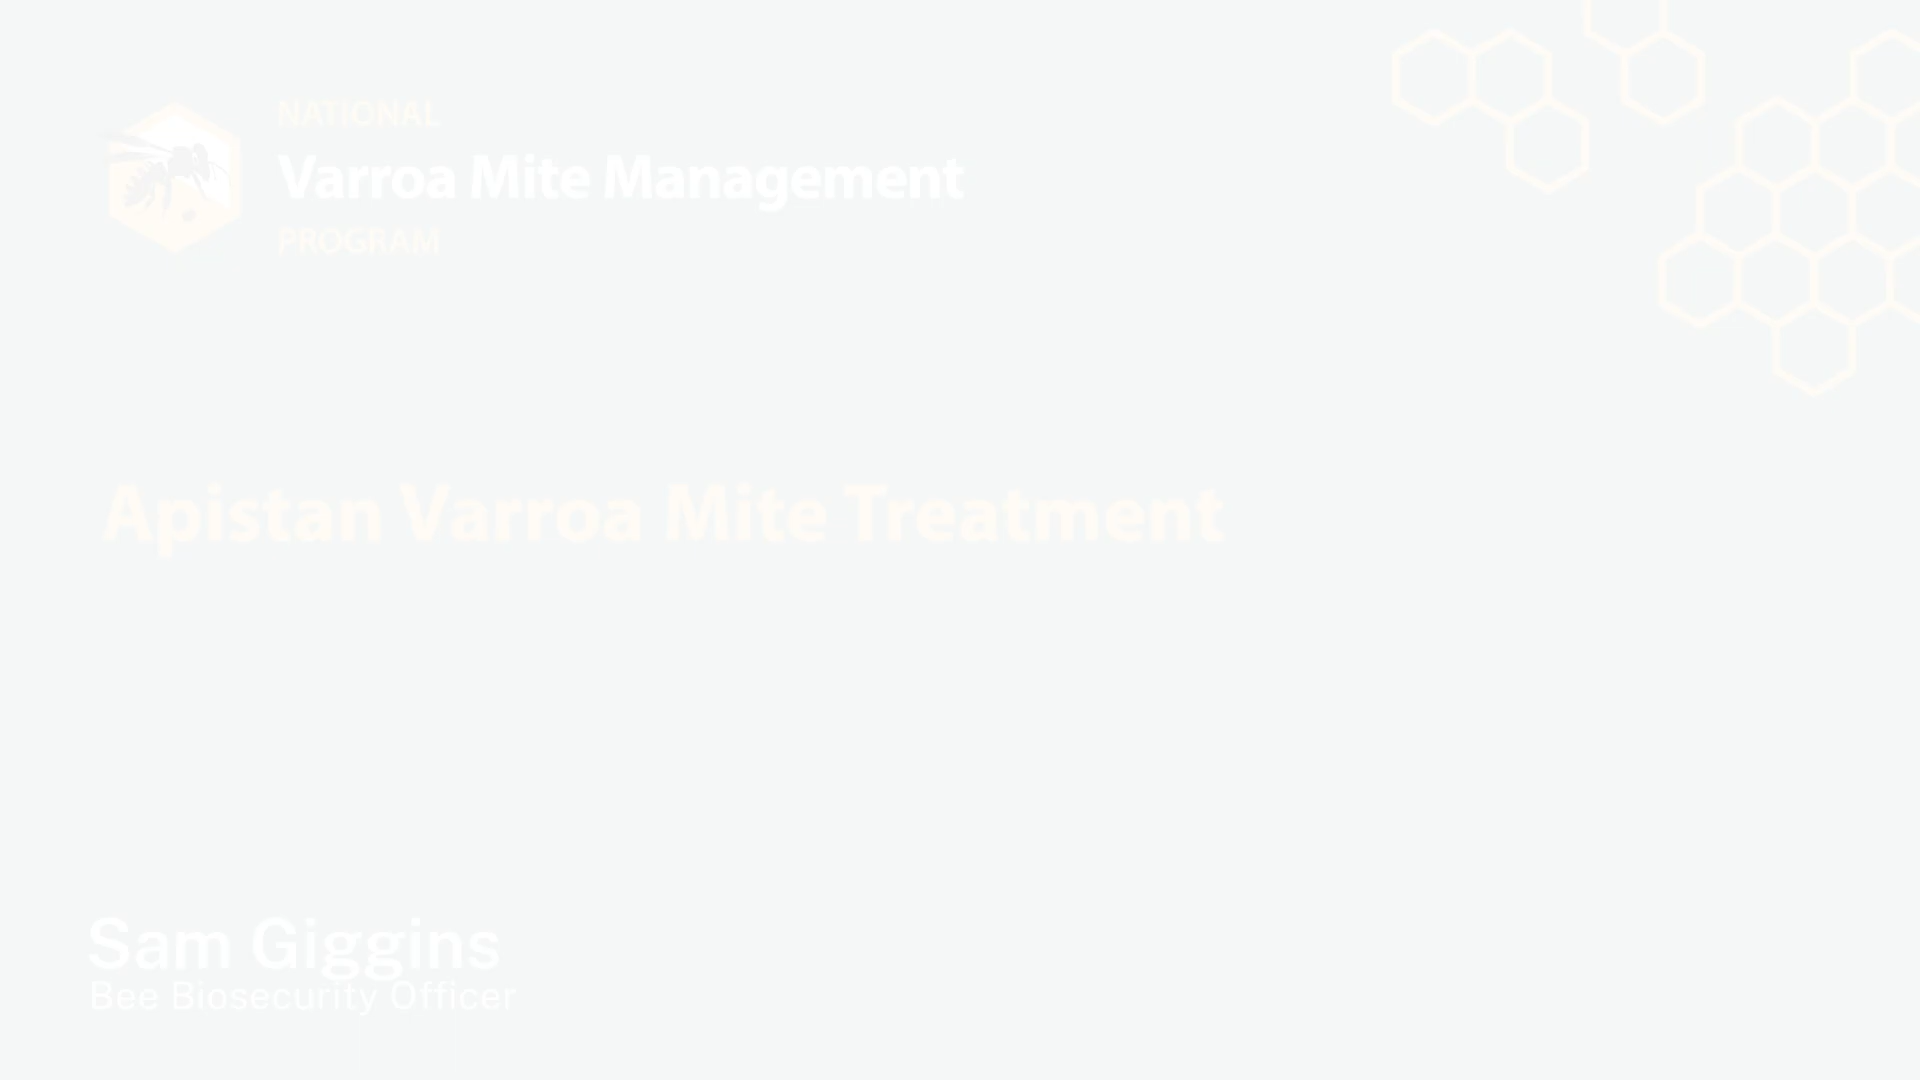 NATIONAL
Varroa Mite Management
PROGRAM
Apistan Varroa Mite Treatment
Sam Giggins
Bee Biosecurity Officer